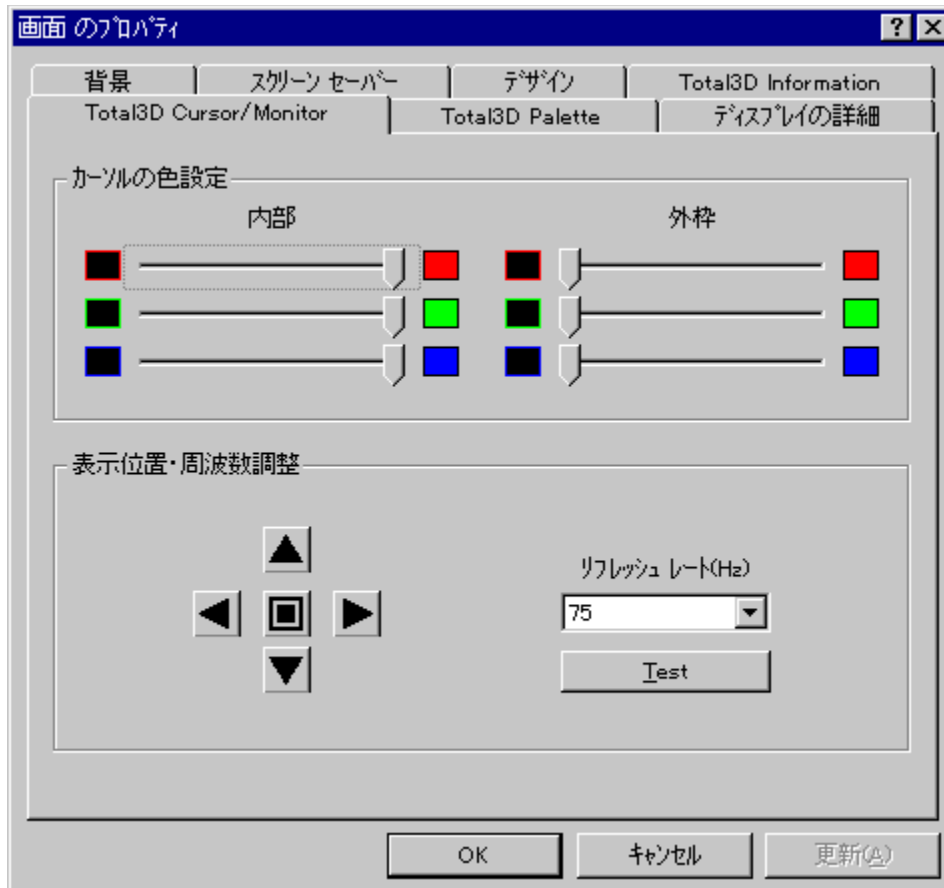 画面 のﾌﾟﾛﾊﾟﾃｨ
背景
ｽｸﾘｰﾝ ｾｰﾊﾞｰ
ﾃﾞｻﾞｲﾝ
Total3D Information
Total3D Cursor/Monitor
Total3D Palette
ﾃﾞｨｽﾌﾟﾚｲの詳細
ｶｰｿﾙの色設定
内部
外枠
表示位置・周波数調整
ﾘﾌﾚｯｼｭ ﾚｰﾄ(Hz)
75
Test
OK
ｷｬﾝｾﾙ
更新(A)